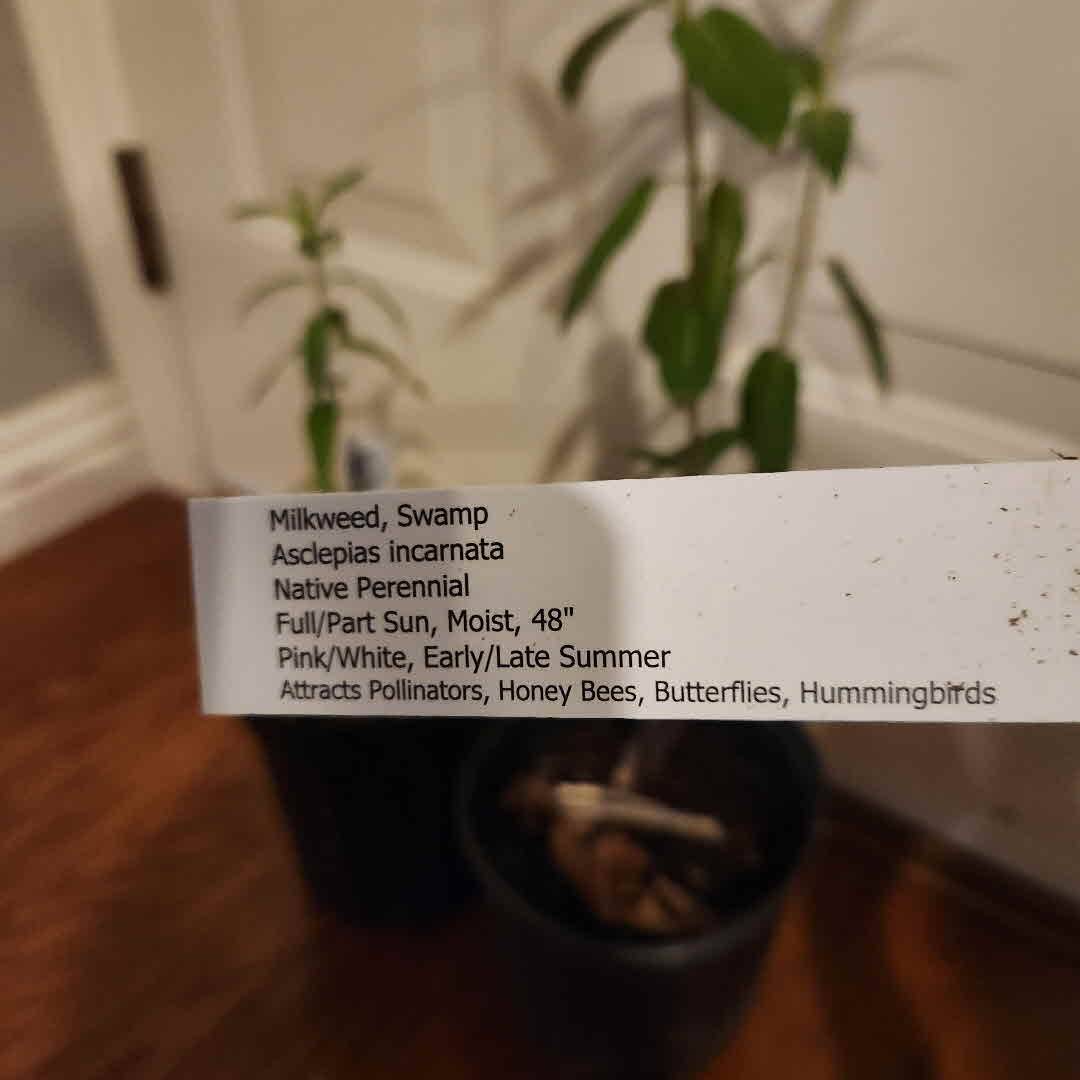 Milkweed, Swamp
Asclepias incarnata
Native Perennial
Full/Part Sun, Moist, 48"
Pink/White, Early/Late Summer
Attracts Pollinators, Honey Bees, Butterflies, Hummingbirds